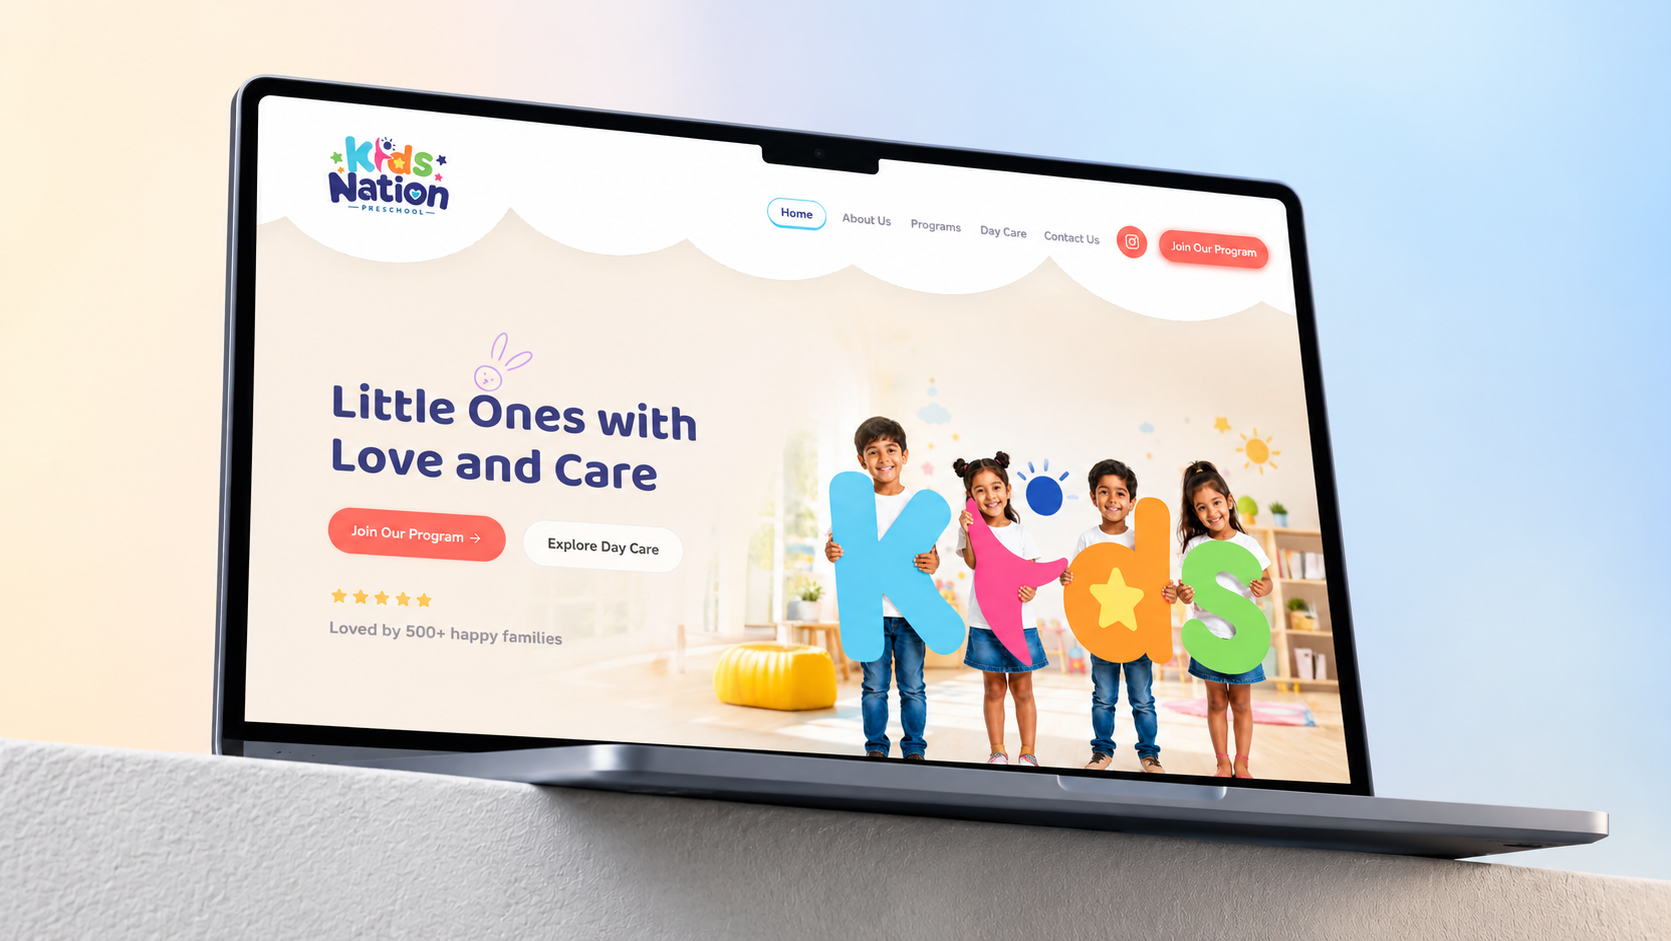 Kids
Nation
PRESCHOOL
Home
About Us
Programs
Day Care
Contact Us
Join Our Program
Little Ones with
Love and Care
Join Our Program →
Explore Day Care
Loved by 500+ happy families
kids